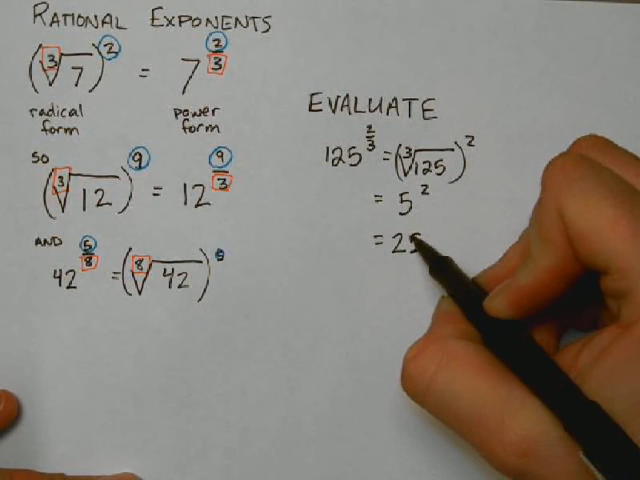 RATIONAL EXPONENTS
(∛7)² = 7^(2/3)
radical form power form
so
(∛12)⁹ = 12^(9/3)
AND
42^(5/8) = (⁸√42)⁵
EVALUATE
125^(2/3) = (∛125)²
= 5²
= 25